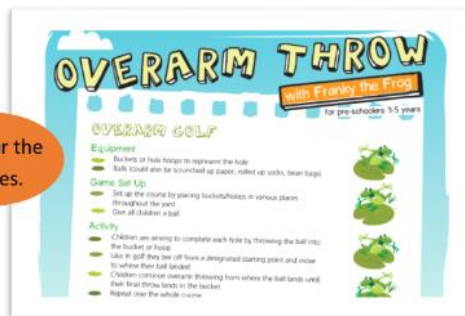 OVERARM THROW
with Franky the Frog
for pre-schoolers 3-5 years
r the
es.
OVERARM GOLF
Equipment
Buckets or hula hoops to represent the hole
Balls (could also be scrunched up paper, rolled up socks, bean bags)
Game Set Up
Set up the course by placing buckets/hoops in various places
throughout the yard
Give all children a ball
Activity
Children are aiming to complete each hole by throwing the ball into
the bucket or hoop
Like in golf they tee off from a designated starting point and move
to where their ball landed
Children continue overarm throwing from where the ball lands until
their final throw lands in the bucket
Repeat over the whole course